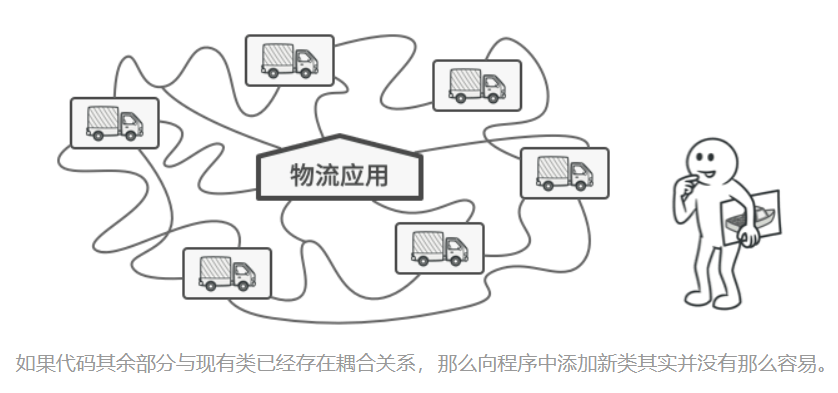 物流应用
如果代码其余部分与现有类已经存在耦合关系，那么向程序中添加新类其实并没有那么容易。